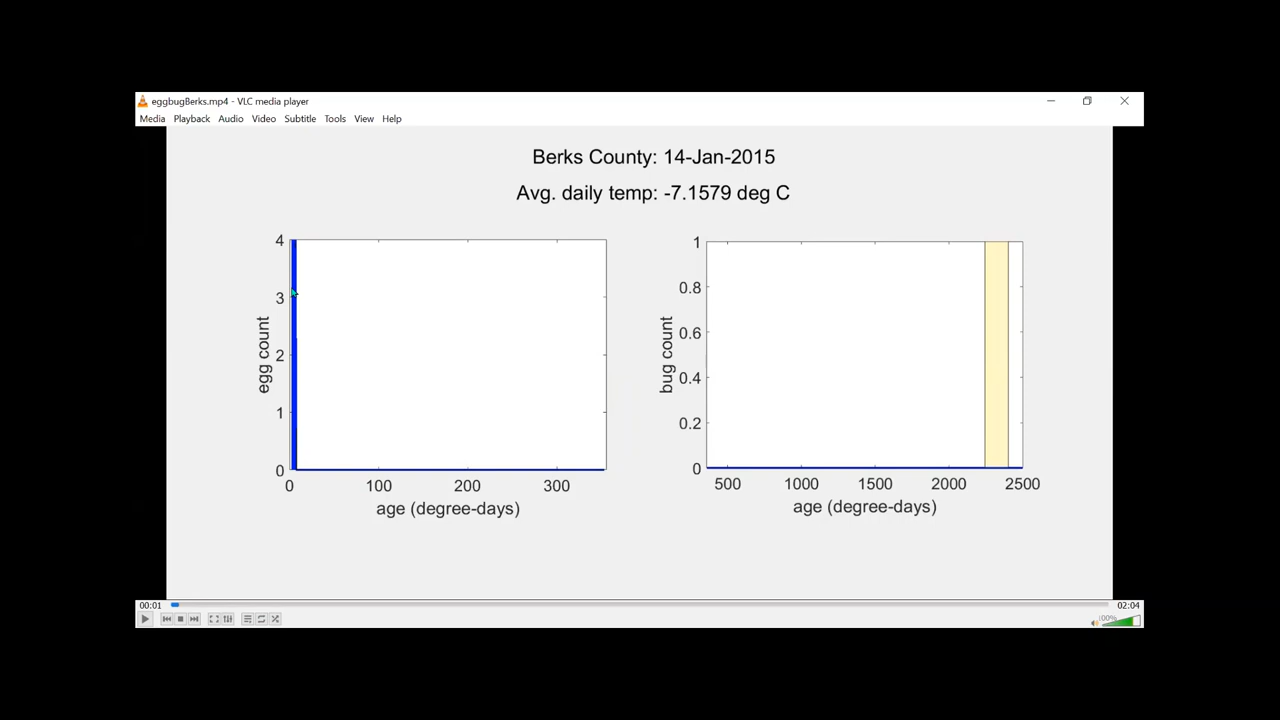 eggbugBerks.mp4 - VLC media player
Media Playback Audio Video Subtitle Tools View Help
Berks County: 14-Jan-2015
Avg. daily temp: -7.1579 deg C
4
3
2
1
0
egg count
0 100 200 300
age (degree-days)
1
0.8
0.6
0.4
0.2
0
bug count
500 1000 1500 2000 2500
age (degree-days)
00:01
02:04
100%